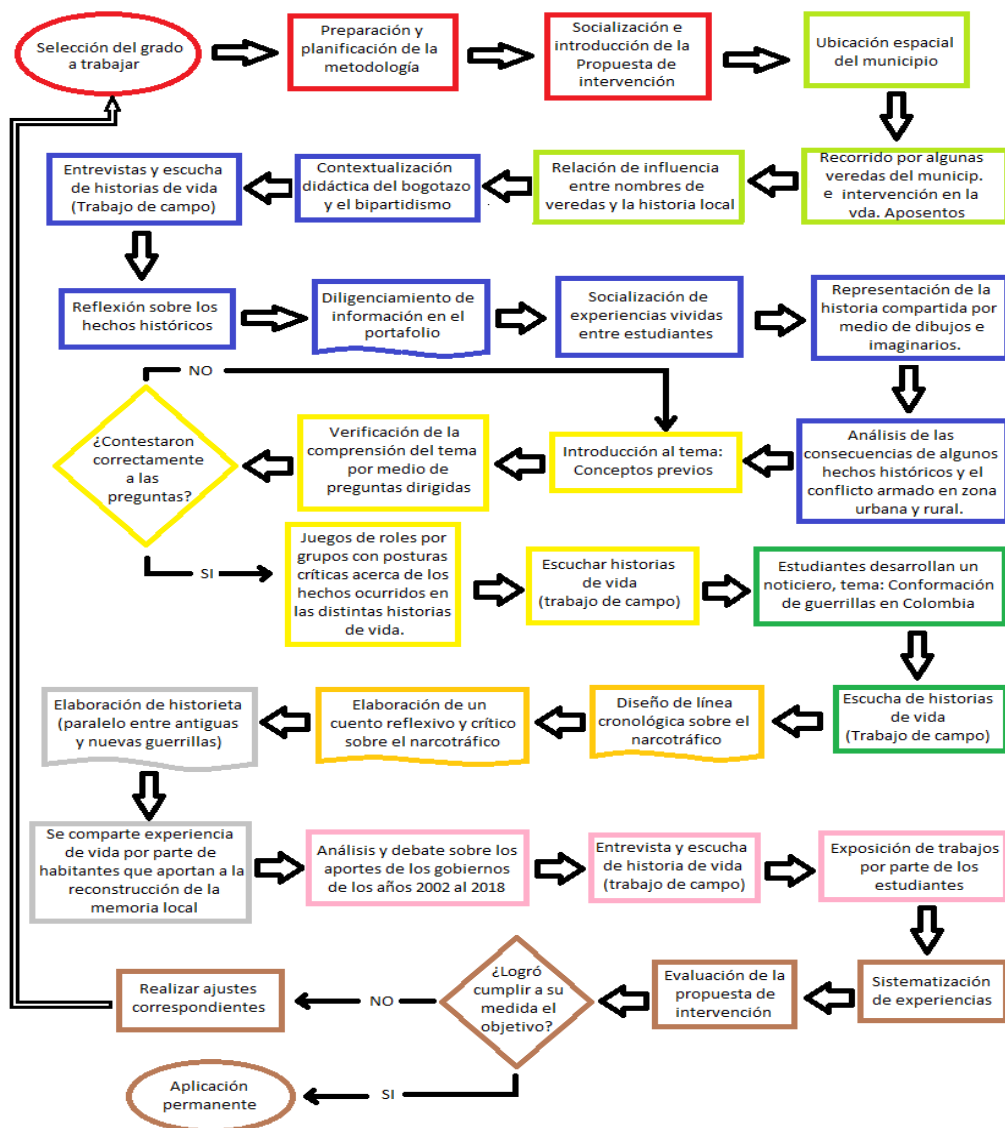 Selección del grado
a trabajar
Preparación y
planificación de la
metodología
Socialización e
introducción de la
Propuesta de
intervención
Ubicación espacial
del municipio
Recorrido por algunas
veredas del municip.
e intervención en la
vda. Aposentos
Relación de influencia
entre nombres de
veredas y la historia local
Contextualización
didáctica del bogotazo
y el bipartidismo
Entrevistas y escucha
de historias de vida
(Trabajo de campo)
Reflexión sobre los
hechos históricos
Diligenciamiento de
información en el
portafolio
Socialización de
experiencias vividas
entre estudiantes
Representación de la
historia compartida por
medio de dibujos e
imaginarios.
Análisis de las
consecuencias de algunos
hechos históricos y el
conflicto armado en zona
urbana y rural.
Introducción al tema:
Conceptos previos
Verificación de la
comprensión del tema
por medio de
preguntas dirigidas
¿Contestaron
correctamente
a las
preguntas?
NO
SI
Juegos de roles por
grupos con posturas
críticas acerca de los
hechos ocurridos en
las distintas historias
de vida.
Escuchar historias
de vida
(trabajo de campo)
Estudiantes desarrollan un
noticiero, tema: Conformación
de guerrillas en Colombia
Escucha de historias
de vida
(Trabajo de campo)
Diseño de línea
cronológica sobre el
narcotráfico
Elaboración de un
cuento reflexivo y crítico
sobre el narcotráfico
Elaboración de historieta
(paralelo entre antiguas
y nuevas guerrillas)
Se comparte experiencia
de vida por parte de
habitantes que aportan a la
reconstrucción de la
memoria local
Análisis y debate sobre los
aportes de los gobiernos
de los años 2002 al 2018
Entrevista y escucha
de historia de vida
(trabajo de campo)
Exposición de trabajos
por parte de los
estudiantes
Sistematización
de experiencias
Evaluación de la
propuesta de
intervención
¿Logró
cumplir a su
medida el
objetivo?
NO
Realizar ajustes
correspondientes
SI
Aplicación
permanente